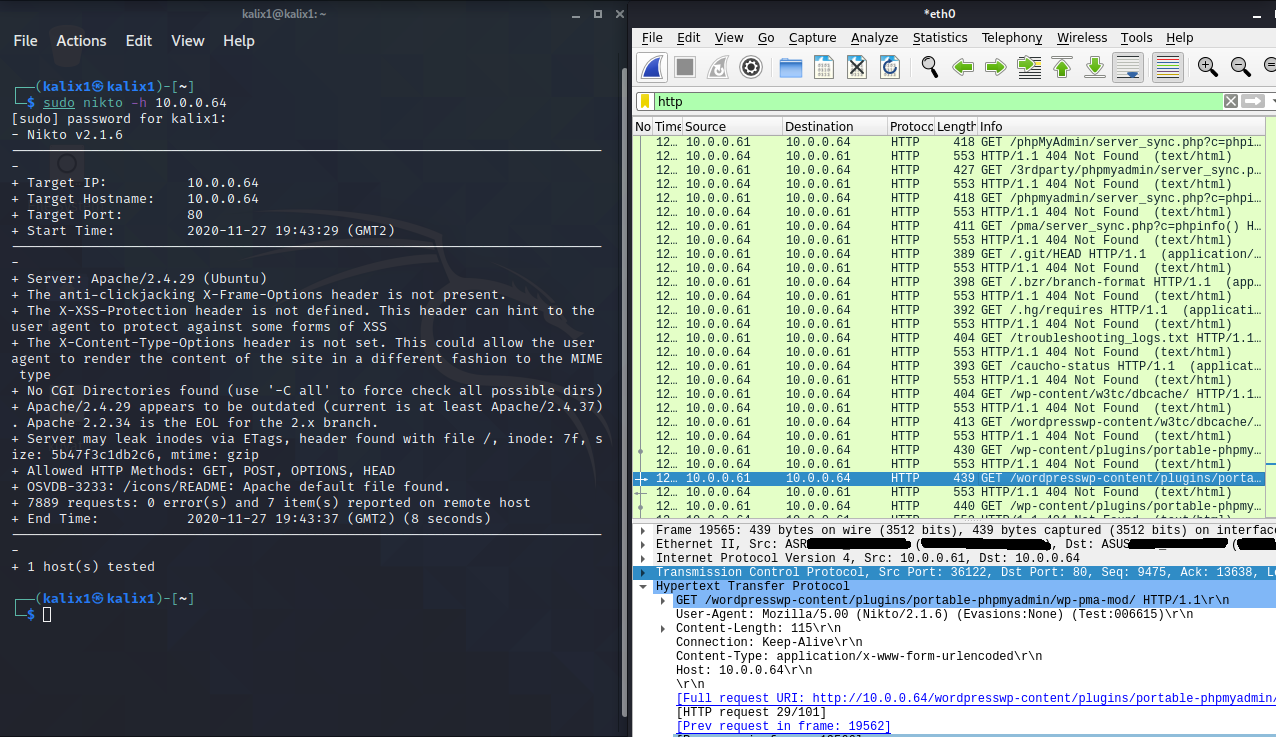 kalix1@kalix1: ~
File Actions Edit View Help
┌──(kalix1㉿kalix1)-[~]
└─$ sudo nikto -h 10.0.0.64
[sudo] password for kalix1:
- Nikto v2.1.6
-
+ Target IP: 10.0.0.64
+ Target Hostname: 10.0.0.64
+ Target Port: 80
+ Start Time: 2020-11-27 19:43:29 (GMT2)
-
+ Server: Apache/2.4.29 (Ubuntu)
+ The anti-clickjacking X-Frame-Options header is not present.
+ The X-XSS-Protection header is not defined. This header can hint to the
user agent to protect against some forms of XSS
+ The X-Content-Type-Options header is not set. This could allow the user
agent to render the content of the site in a different fashion to the MIME
type
+ No CGI Directories found (use '-C all' to force check all possible dirs)
+ Apache/2.4.29 appears to be outdated (current is at least Apache/2.4.37)
. Apache 2.2.34 is the EOL for the 2.x branch.
+ Server may leak inodes via ETags, header found with file /, inode: 7f, s
ize: 5b47f3c1db2c6, mtime: gzip
+ Allowed HTTP Methods: GET, POST, OPTIONS, HEAD
+ OSVDB-3233: /icons/README: Apache default file found.
+ 7889 requests: 0 error(s) and 7 item(s) reported on remote host
+ End Time: 2020-11-27 19:43:37 (GMT2) (8 seconds)
-
+ 1 host(s) tested
┌──(kalix1㉿kalix1)-[~]
└─$
*eth0
File Edit View Go Capture Analyze Statistics Telephony Wireless Tools Help
http
No Time Source Destination Protocc Length Info
12… 10.0.0.61 10.0.0.64 HTTP 418 GET /phpMyAdmin/server_sync.php?c=phpi…
12… 10.0.0.64 10.0.0.61 HTTP 553 HTTP/1.1 404 Not Found (text/html)
12… 10.0.0.61 10.0.0.64 HTTP 427 GET /3rdparty/phpmyadmin/server_sync.p…
12… 10.0.0.64 10.0.0.61 HTTP 553 HTTP/1.1 404 Not Found (text/html)
12… 10.0.0.61 10.0.0.64 HTTP 418 GET /phpmyadmin/server_sync.php?c=phpi…
12… 10.0.0.64 10.0.0.61 HTTP 553 HTTP/1.1 404 Not Found (text/html)
12… 10.0.0.61 10.0.0.64 HTTP 411 GET /pma/server_sync.php?c=phpinfo() H…
12… 10.0.0.64 10.0.0.61 HTTP 553 HTTP/1.1 404 Not Found (text/html)
12… 10.0.0.61 10.0.0.64 HTTP 389 GET /.git/HEAD HTTP/1.1 (application/…
12… 10.0.0.64 10.0.0.61 HTTP 553 HTTP/1.1 404 Not Found (text/html)
12… 10.0.0.61 10.0.0.64 HTTP 398 GET /.bzr/branch-format HTTP/1.1 (app…
12… 10.0.0.64 10.0.0.61 HTTP 553 HTTP/1.1 404 Not Found (text/html)
12… 10.0.0.61 10.0.0.64 HTTP 392 GET /.hg/requires HTTP/1.1 (applicati…
12… 10.0.0.64 10.0.0.61 HTTP 553 HTTP/1.1 404 Not Found (text/html)
12… 10.0.0.61 10.0.0.64 HTTP 404 GET /troubleshooting_logs.txt HTTP/1.1…
12… 10.0.0.64 10.0.0.61 HTTP 553 HTTP/1.1 404 Not Found (text/html)
12… 10.0.0.61 10.0.0.64 HTTP 393 GET /caucho-status HTTP/1.1 (applicat…
12… 10.0.0.64 10.0.0.61 HTTP 553 HTTP/1.1 404 Not Found (text/html)
12… 10.0.0.61 10.0.0.64 HTTP 404 GET /wp-content/w3tc/dbcache/ HTTP/1.1…
12… 10.0.0.64 10.0.0.61 HTTP 553 HTTP/1.1 404 Not Found (text/html)
12… 10.0.0.61 10.0.0.64 HTTP 413 GET /wordpresswp-content/w3tc/dbcache/…
12… 10.0.0.64 10.0.0.61 HTTP 553 HTTP/1.1 404 Not Found (text/html)
12… 10.0.0.61 10.0.0.64 HTTP 430 GET /wp-content/plugins/portable-phpmy…
12… 10.0.0.64 10.0.0.61 HTTP 553 HTTP/1.1 404 Not Found (text/html)
12… 10.0.0.61 10.0.0.64 HTTP 439 GET /wordpresswp-content/plugins/porta…
12… 10.0.0.64 10.0.0.61 HTTP 553 HTTP/1.1 404 Not Found (text/html)
12… 10.0.0.61 10.0.0.64 HTTP 440 GET /wp-content/plugins/portable-phpmy…
Frame 19565: 439 bytes on wire (3512 bits), 439 bytes captured (3512 bits) on interfac
Ethernet II, Src: ASR ( ), Dst: ASUS (
Internet Protocol Version 4, Src: 10.0.0.61, Dst: 10.0.0.64
Transmission Control Protocol, Src Port: 36122, Dst Port: 80, Seq: 9475, Ack: 13638, L
Hypertext Transfer Protocol
GET /wordpresswp-content/plugins/portable-phpmyadmin/wp-pma-mod/ HTTP/1.1\r\n
User-Agent: Mozilla/5.00 (Nikto/2.1.6) (Evasions:None) (Test:006615)\r\n
Content-Length: 115\r\n
Connection: Keep-Alive\r\n
Content-Type: application/x-www-form-urlencoded\r\n
Host: 10.0.0.64\r\n
\r\n
[Full request URI: http://10.0.0.64/wordpresswp-content/plugins/portable-phpmyadmin/
[HTTP request 29/101]
[Prev request in frame: 19562]